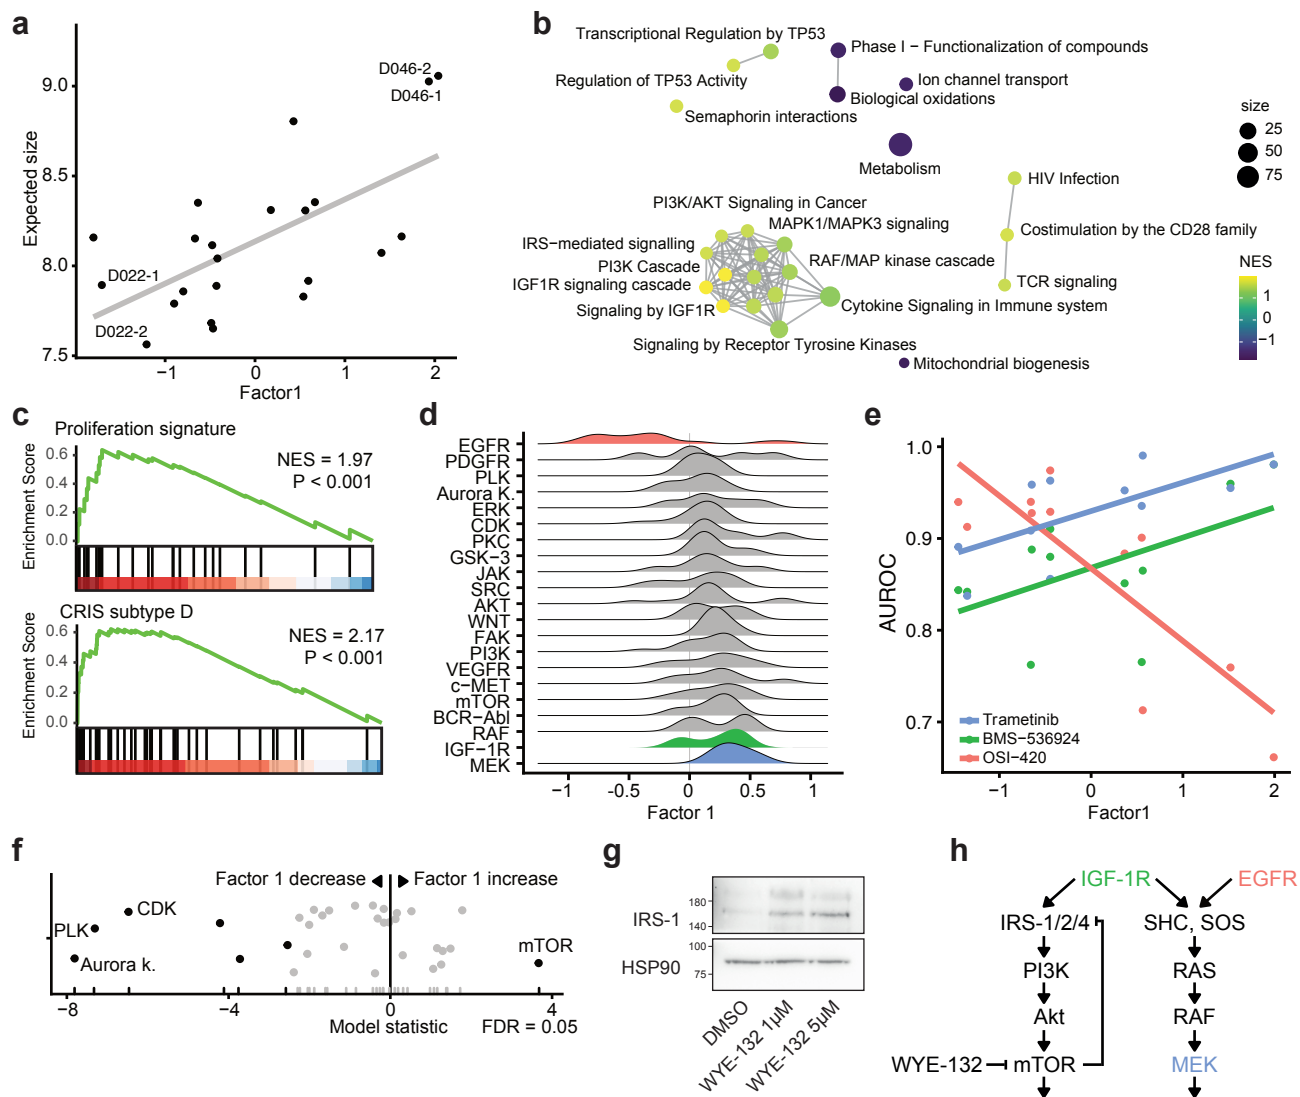 a
Expected size
9.0
8.5
8.0
7.5
D046-2
D046-1
D022-1
D022-2
−1
0
1
2
Factor1
b
Transcriptional Regulation by TP53
Regulation of TP53 Activity
Semaphorin interactions
Phase I − Functionalization of compounds
Ion channel transport
Biological oxidations
Metabolism
HIV Infection
Costimulation by the CD28 family
TCR signaling
PI3K/AKT Signaling in Cancer
MAPK1/MAPK3 signaling
IRS−mediated signalling
RAF/MAP kinase cascade
PI3K Cascade
IGF1R signaling cascade
Signaling by IGF1R
Cytokine Signaling in Immune system
Signaling by Receptor Tyrosine Kinases
Mitochondrial biogenesis
size
25
50
75
NES
1
0
−1
c
Proliferation signature
Enrichment Score
0.6
0.4
0.2
0.0
NES = 1.97
P < 0.001
CRIS subtype D
Enrichment Score
0.6
0.4
0.2
0.0
NES = 2.17
P < 0.001
d
EGFR
PDGFR
PLK
Aurora K.
ERK
CDK
PKC
GSK−3
JAK
SRC
AKT
WNT
FAK
PI3K
VEGFR
c−MET
mTOR
BCR−Abl
RAF
IGF−1R
MEK
−1
-0.5
0
0.5
1
Factor 1
e
AUROC
1.0
0.9
0.8
0.7
Trametinib
BMS−536924
OSI−420
−1
0
1
2
Factor1
f
Factor 1 decrease
Factor 1 increase
CDK
PLK
Aurora k.
mTOR
−8
−4
0
4
Model statistic
FDR = 0.05
g
IRS-1
180
140
HSP90
100
75
DMSO
WYE-132 1µM
WYE-132 5µM
h
IGF-1R
EGFR
IRS-1/2/4
SHC, SOS
PI3K
RAS
Akt
RAF
WYE-132
mTOR
MEK